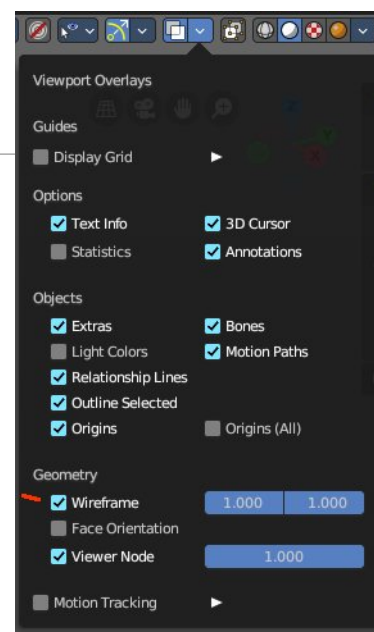 Viewport Overlays
Guides
Display Grid
Options
Text Info 3D Cursor
Statistics Annotations
Objects
Extras Bones
Light Colors Motion Paths
Relationship Lines
Outline Selected
Origins Origins (All)
Geometry
Wireframe 1.000 1.000
Face Orientation
Viewer Node 1.000
Motion Tracking